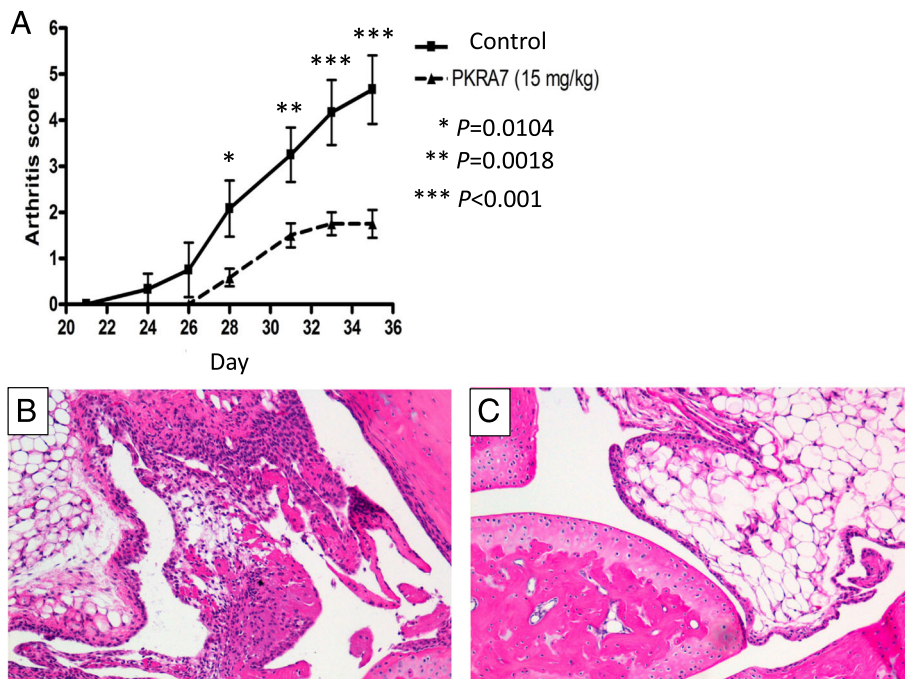 A
Arthritis score
6
5
4
3
2
1
0
20 22 24 26 28 30 32 34 36
Day
*
**
***
***
Control
PKRA7 (15 mg/kg)
* P=0.0104
** P=0.0018
*** P<0.001
B
C